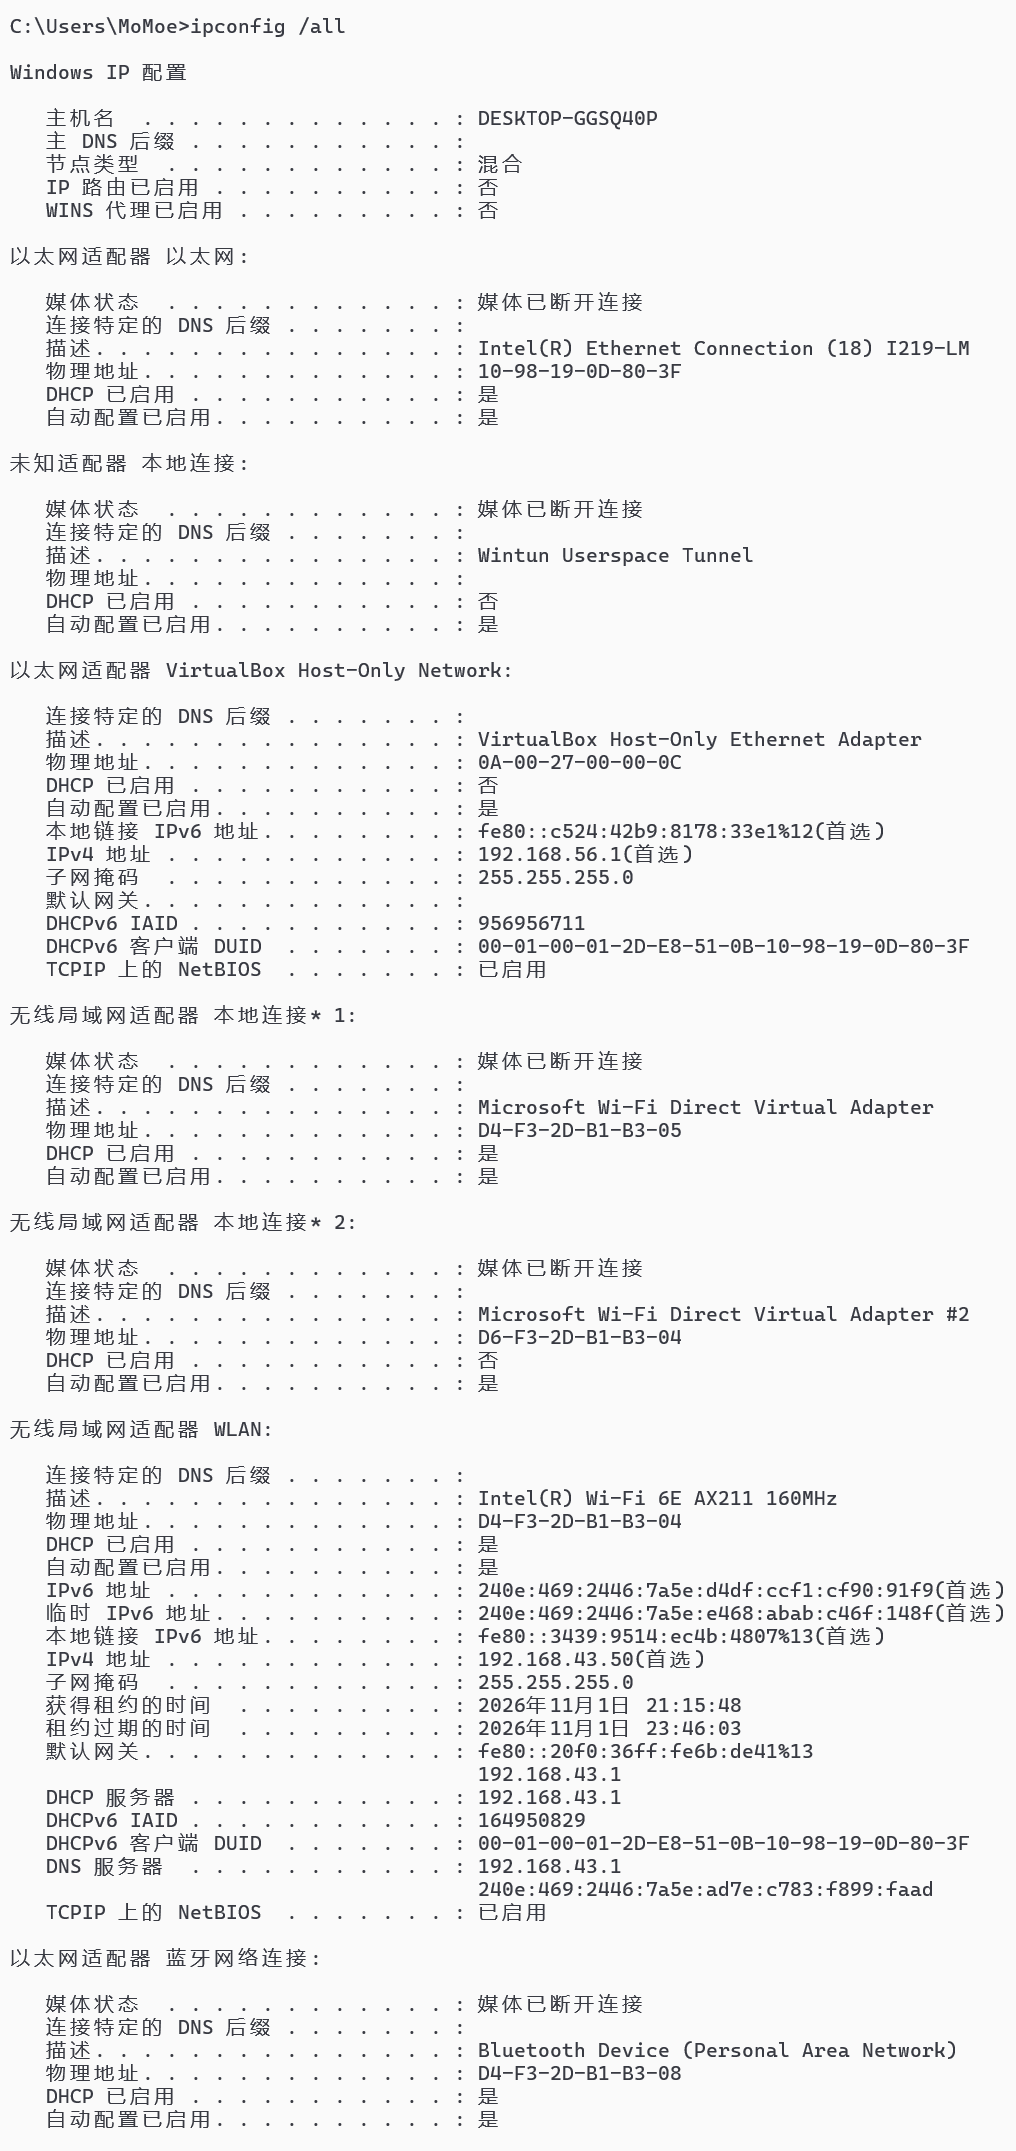 C:\Users\MoMoe>ipconfig /all
Windows IP 配置
主机名  . . . . . . . . . . . . . : DESKTOP-GGSQ40P
主 DNS 后缀 . . . . . . . . . . . :
节点类型  . . . . . . . . . . . . : 混合
IP 路由已启用 . . . . . . . . . . : 否
WINS 代理已启用 . . . . . . . . . : 否
以太网适配器 以太网:
媒体状态  . . . . . . . . . . . . : 媒体已断开连接
连接特定的 DNS 后缀 . . . . . . . :
描述. . . . . . . . . . . . . . . : Intel(R) Ethernet Connection (18) I219-LM
物理地址. . . . . . . . . . . . . : 10-98-19-0D-80-3F
DHCP 已启用 . . . . . . . . . . . : 是
自动配置已启用. . . . . . . . . . : 是
未知适配器 本地连接:
媒体状态  . . . . . . . . . . . . : 媒体已断开连接
连接特定的 DNS 后缀 . . . . . . . :
描述. . . . . . . . . . . . . . . : Wintun Userspace Tunnel
物理地址. . . . . . . . . . . . . :
DHCP 已启用 . . . . . . . . . . . : 否
自动配置已启用. . . . . . . . . . : 是
以太网适配器 VirtualBox Host-Only Network:
连接特定的 DNS 后缀 . . . . . . . :
描述. . . . . . . . . . . . . . . : VirtualBox Host-Only Ethernet Adapter
物理地址. . . . . . . . . . . . . : 0A-00-27-00-00-0C
DHCP 已启用 . . . . . . . . . . . : 否
自动配置已启用. . . . . . . . . . : 是
本地链接 IPv6 地址. . . . . . . . : fe80::c524:42b9:8178:33e1%12(首选)
IPv4 地址 . . . . . . . . . . . . : 192.168.56.1(首选)
子网掩码  . . . . . . . . . . . . : 255.255.255.0
默认网关. . . . . . . . . . . . . :
DHCPv6 IAID . . . . . . . . . . . : 956956711
DHCPv6 客户端 DUID  . . . . . . . : 00-01-00-01-2D-E8-51-0B-10-98-19-0D-80-3F
TCPIP 上的 NetBIOS  . . . . . . . : 已启用
无线局域网适配器 本地连接* 1:
媒体状态  . . . . . . . . . . . . : 媒体已断开连接
连接特定的 DNS 后缀 . . . . . . . :
描述. . . . . . . . . . . . . . . : Microsoft Wi-Fi Direct Virtual Adapter
物理地址. . . . . . . . . . . . . : D4-F3-2D-B1-B3-05
DHCP 已启用 . . . . . . . . . . . : 是
自动配置已启用. . . . . . . . . . : 是
无线局域网适配器 本地连接* 2:
媒体状态  . . . . . . . . . . . . : 媒体已断开连接
连接特定的 DNS 后缀 . . . . . . . :
描述. . . . . . . . . . . . . . . : Microsoft Wi-Fi Direct Virtual Adapter #2
物理地址. . . . . . . . . . . . . : D6-F3-2D-B1-B3-04
DHCP 已启用 . . . . . . . . . . . : 否
自动配置已启用. . . . . . . . . . : 是
无线局域网适配器 WLAN:
连接特定的 DNS 后缀 . . . . . . . :
描述. . . . . . . . . . . . . . . : Intel(R) Wi-Fi 6E AX211 160MHz
物理地址. . . . . . . . . . . . . : D4-F3-2D-B1-B3-04
DHCP 已启用 . . . . . . . . . . . : 是
自动配置已启用. . . . . . . . . . : 是
IPv6 地址 . . . . . . . . . . . . : 240e:469:2446:7a5e:d4df:ccf1:cf90:91f9(首选)
临时 IPv6 地址. . . . . . . . . . : 240e:469:2446:7a5e:e468:abab:c46f:148f(首选)
本地链接 IPv6 地址. . . . . . . . : fe80::3439:9514:ec4b:4807%13(首选)
IPv4 地址 . . . . . . . . . . . . : 192.168.43.50(首选)
子网掩码  . . . . . . . . . . . . : 255.255.255.0
获得租约的时间  . . . . . . . . . : 2026年11月1日 21:15:48
租约过期的时间  . . . . . . . . . : 2026年11月1日 23:46:03
默认网关. . . . . . . . . . . . . : fe80::20f0:36ff:fe6b:de41%13
192.168.43.1
DHCP 服务器 . . . . . . . . . . . : 192.168.43.1
DHCPv6 IAID . . . . . . . . . . . : 164950829
DHCPv6 客户端 DUID  . . . . . . . : 00-01-00-01-2D-E8-51-0B-10-98-19-0D-80-3F
DNS 服务器  . . . . . . . . . . . : 192.168.43.1
240e:469:2446:7a5e:ad7e:c783:f899:faad
TCPIP 上的 NetBIOS  . . . . . . . : 已启用
以太网适配器 蓝牙网络连接:
媒体状态  . . . . . . . . . . . . : 媒体已断开连接
连接特定的 DNS 后缀 . . . . . . . :
描述. . . . . . . . . . . . . . . : Bluetooth Device (Personal Area Network)
物理地址. . . . . . . . . . . . . : D4-F3-2D-B1-B3-08
DHCP 已启用 . . . . . . . . . . . : 是
自动配置已启用. . . . . . . . . . : 是